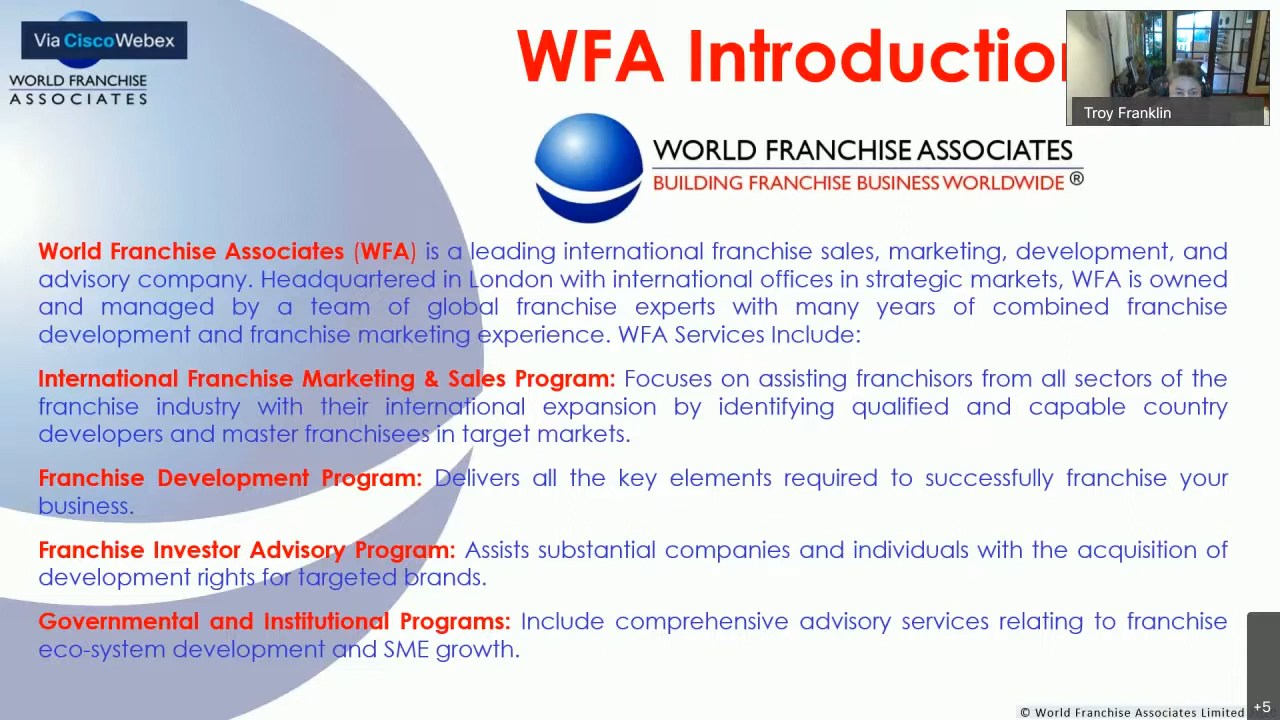 Via CiscoWebex
WORLD FRANCHISE
ASSOCIATES
WFA Introduction
Troy Franklin
WORLD FRANCHISE ASSOCIATES
BUILDING FRANCHISE BUSINESS WORLDWIDE ®
World Franchise Associates (WFA) is a leading international franchise sales, marketing, development, and
advisory company. Headquartered in London with international offices in strategic markets, WFA is owned
and managed by a team of global franchise experts with many years of combined franchise
development and franchise marketing experience. WFA Services Include:
International Franchise Marketing & Sales Program: Focuses on assisting franchisors from all sectors of the
franchise industry with their international expansion by identifying qualified and capable country
developers and master franchisees in target markets.
Franchise Development Program: Delivers all the key elements required to successfully franchise your
business.
Franchise Investor Advisory Program: Assists substantial companies and individuals with the acquisition of
development rights for targeted brands.
Governmental and Institutional Programs: Include comprehensive advisory services relating to franchise
eco-system development and SME growth.
© World Franchise Associates Limited
+5